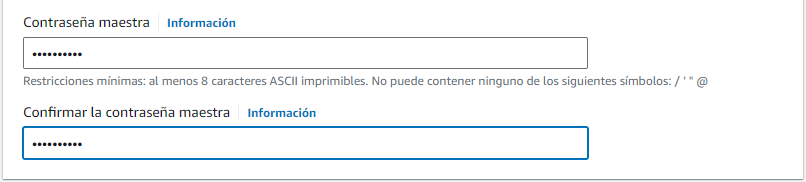 Contraseña maestra Información
••••••••••
Restricciones mínimas: al menos 8 caracteres ASCII imprimibles. No puede contener ninguno de los siguientes símbolos: / ' " @
Confirmar la contraseña maestra Información
••••••••••